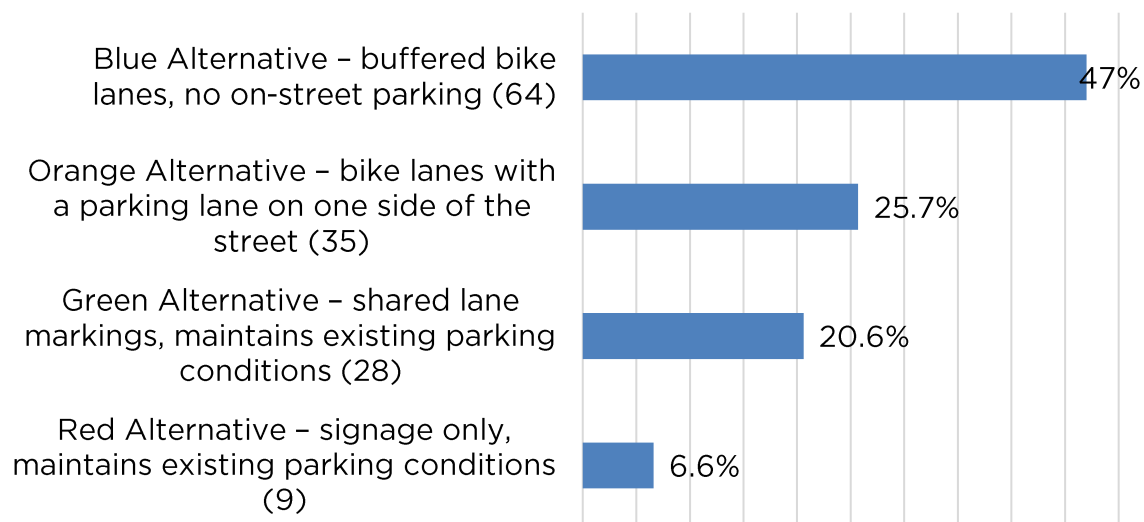 Blue Alternative – buffered bike
lanes, no on-street parking (64)
47%
Orange Alternative – bike lanes with
a parking lane on one side of the
street (35)
25.7%
Green Alternative – shared lane
markings, maintains existing parking
conditions (28)
20.6%
Red Alternative – signage only,
maintains existing parking conditions
(9)
6.6%